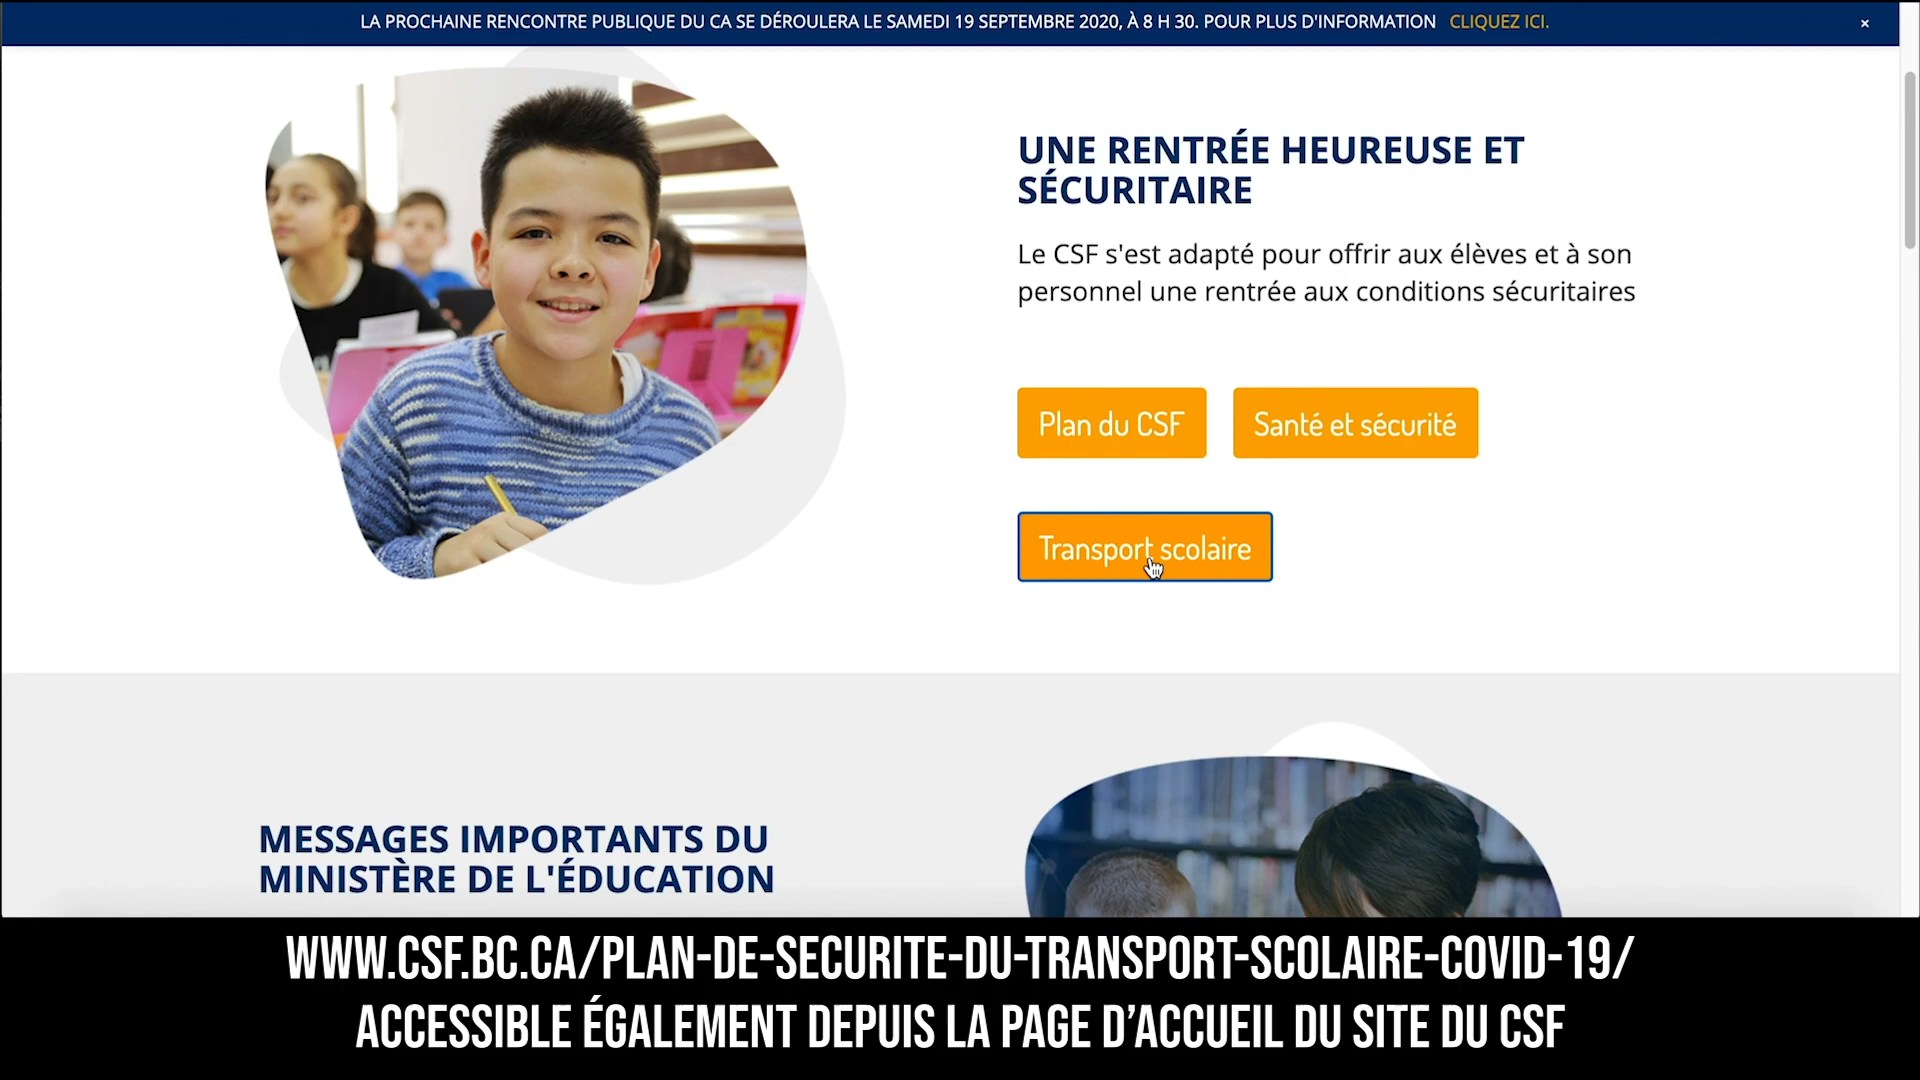 LA PROCHAINE RENCONTRE PUBLIQUE DU CA SE DÉROULERA LE SAMEDI 19 SEPTEMBRE 2020, À 8 H 30. POUR PLUS D'INFORMATION CLIQUEZ ICI. ×
UNE RENTRÉE HEUREUSE ET
SÉCURITAIRE
Le CSF s'est adapté pour offrir aux élèves et à son
personnel une rentrée aux conditions sécuritaires
Plan du CSF Santé et sécurité
Transport scolaire
MESSAGES IMPORTANTS DU
MINISTÈRE DE L'ÉDUCATION
WWW.CSF.BC.CA/PLAN-DE-SECURITE-DU-TRANSPORT-SCOLAIRE-COVID-19/
ACCESSIBLE ÉGALEMENT DEPUIS LA PAGE D’ACCUEIL DU SITE DU CSF